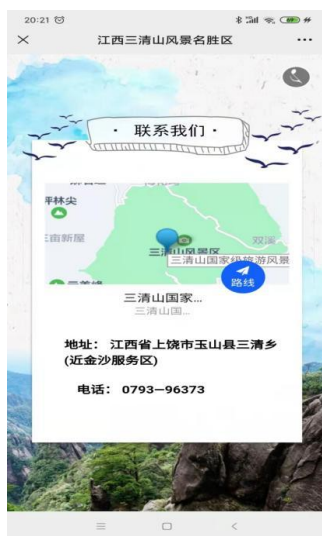 20:21
江西三清山风景名胜区
· 联系我们 ·
双溪
三清山风景区
三清山国家级旅游风景
路线
三清山国家...
三清山国...
地址： 江西省上饶市玉山县三清乡
(近金沙服务区)
电话： 0793—96373